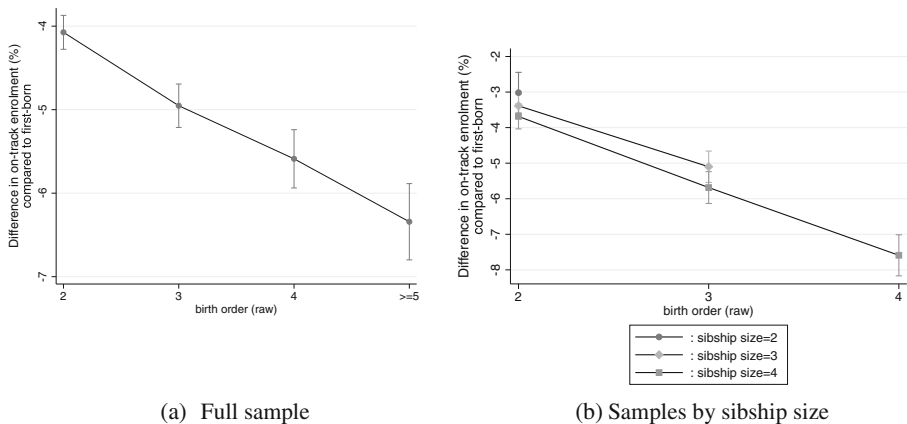 Difference in on-track enrolment (%)
compared to first-born
-4
-5
-6
-7
2 3 4 >=5
birth order (raw)
(a) Full sample
Difference in on-track enrolment (%)
compared to first-born
-2
-3
-4
-5
-6
-7
-8
2 3 4
birth order (raw)
: sibship size=2
: sibship size=3
: sibship size=4
(b) Samples by sibship size